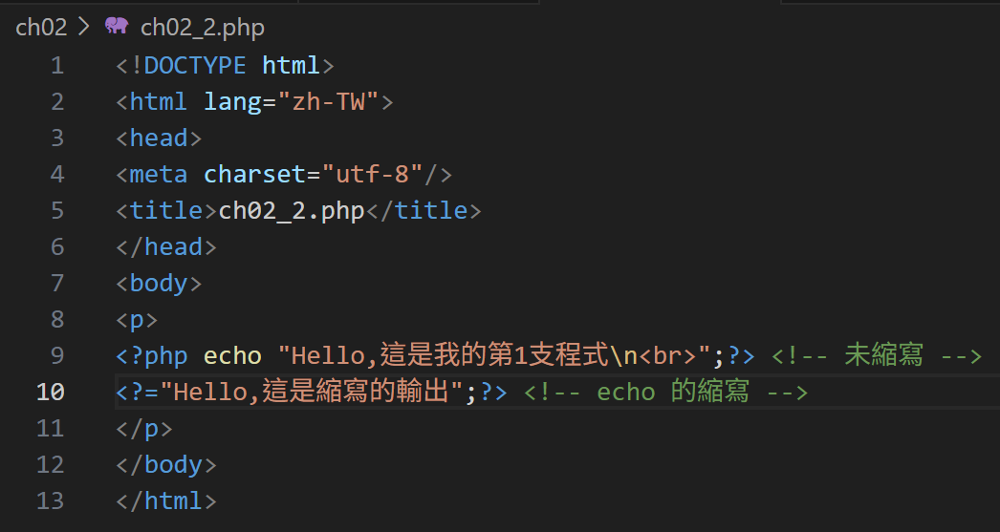 ch02 > ch02_2.php
1 <!DOCTYPE html>
2 <html lang="zh-TW">
3 <head>
4 <meta charset="utf-8"/>
5 <title>ch02_2.php</title>
6 </head>
7 <body>
8 <p>
9 <?php echo "Hello,這是我的第1支程式\n<br>";?> <!-- 未縮寫 -->
10 <?="Hello,這是縮寫的輸出";?> <!-- echo 的縮寫 -->
11 </p>
12 </body>
13 </html>